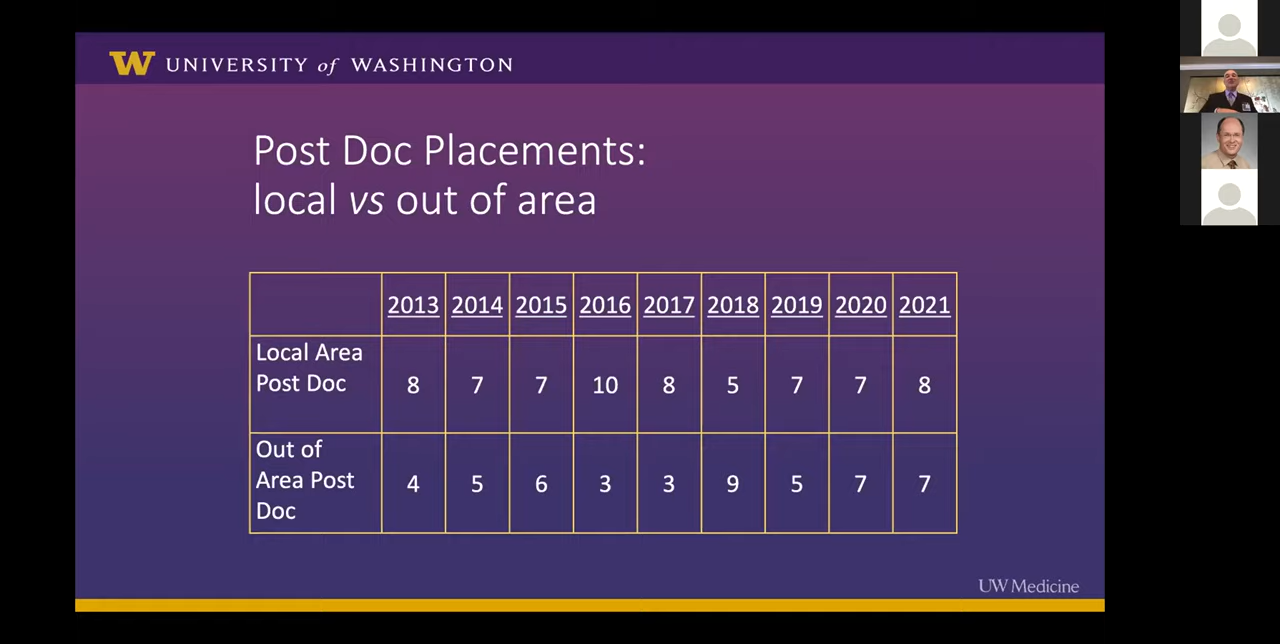 W UNIVERSITY of WASHINGTON
Post Doc Placements:
local vs out of area
2013 2014 2015 2016 2017 2018 2019 2020 2021
Local Area
Post Doc
8 7 7 10 8 5 7 7 8
Out of
Area Post
Doc
4 5 6 3 3 9 5 7 7
UW Medicine